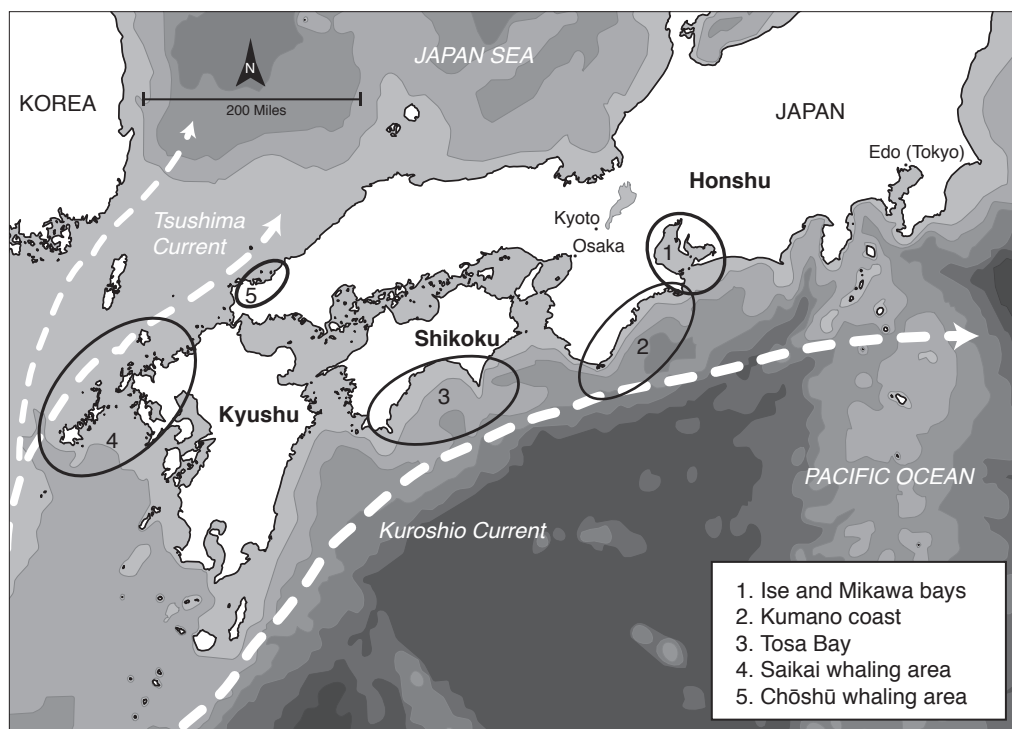 JAPAN SEA
N
KOREA
200 Miles
JAPAN
Edo (Tokyo)
Honshu
Tsushima
Current
Kyoto
Osaka
1
5
Shikoku
2
3
Kyushu
4
PACIFIC OCEAN
Kuroshio Current
1. Ise and Mikawa bays
2. Kumano coast
3. Tosa Bay
4. Saikai whaling area
5. Chōshū whaling area